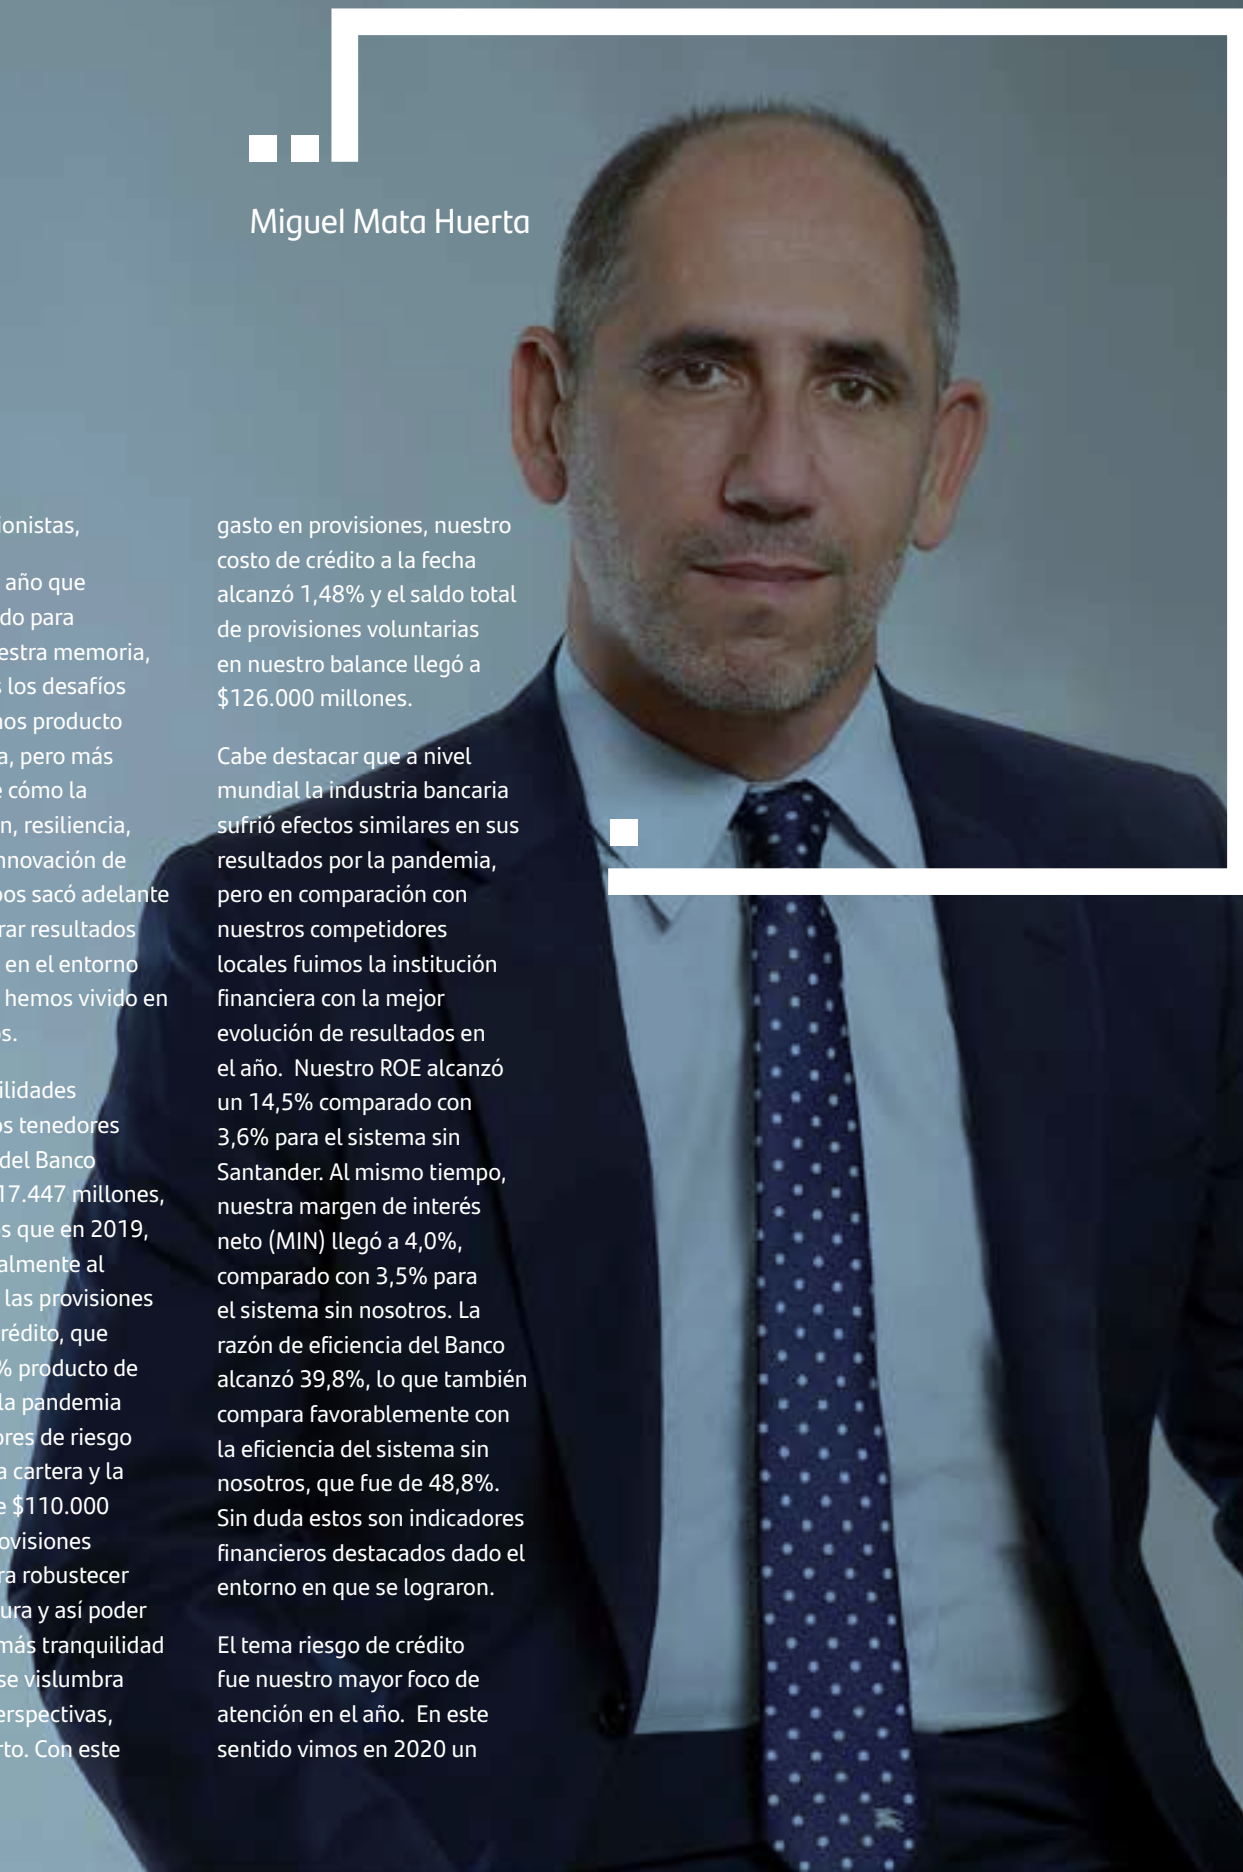 Miguel Mata Huerta
ionistas,
año que
do para
estra memoria,
los desafíos
nos producto
a, pero más
cómo la
n, resiliencia,
nnovación de
pos sacó adelante
rar resultados
en el entorno
hemos vivido en
os.
ilidades
os tenedores
del Banco
17.447 millones,
s que en 2019,
almente al
las provisiones
rédito, que
% producto de
la pandemia
ores de riesgo
a cartera y la
e $110.000
ovisiones
ra robustecer
ura y así poder
más tranquilidad
se vislumbra
erspectivas,
rto. Con este
gasto en provisiones, nuestro
costo de crédito a la fecha
alcanzó 1,48% y el saldo total
de provisiones voluntarias
en nuestro balance llegó a
$126.000 millones.
Cabe destacar que a nivel
mundial la industria bancaria
sufrió efectos similares en sus
resultados por la pandemia,
pero en comparación con
nuestros competidores
locales fuimos la institución
financiera con la mejor
evolución de resultados en
el año.  Nuestro ROE alcanzó
un 14,5% comparado con
3,6% para el sistema sin
Santander. Al mismo tiempo,
nuestra margen de interés
neto (MIN) llegó a 4,0%,
comparado con 3,5% para
el sistema sin nosotros. La
razón de eficiencia del Banco
alcanzó 39,8%, lo que también
compara favorablemente con
la eficiencia del sistema sin
nosotros, que fue de 48,8%.
Sin duda estos son indicadores
financieros destacados dado el
entorno en que se lograron.
El tema riesgo de crédito
fue nuestro mayor foco de
atención en el año.  En este
sentido vimos en 2020 un